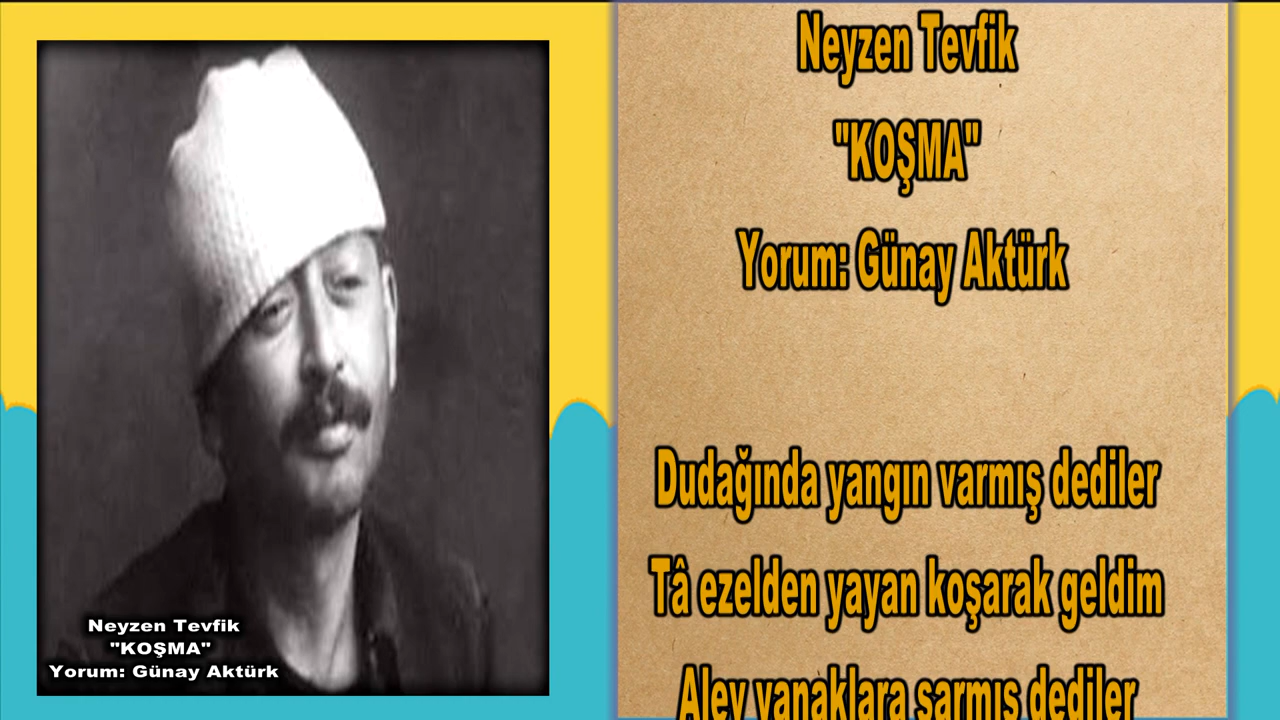 Neyzen Tevfik
"KOŞMA"
Yorum: Günay Aktürk
Neyzen Tevfik
"KOŞMA"
Yorum: Günay Aktürk
Dudağında yangın varmış dediler
Tâ ezelden yayan koşarak geldim
Alev yanaklara sarmış dediler